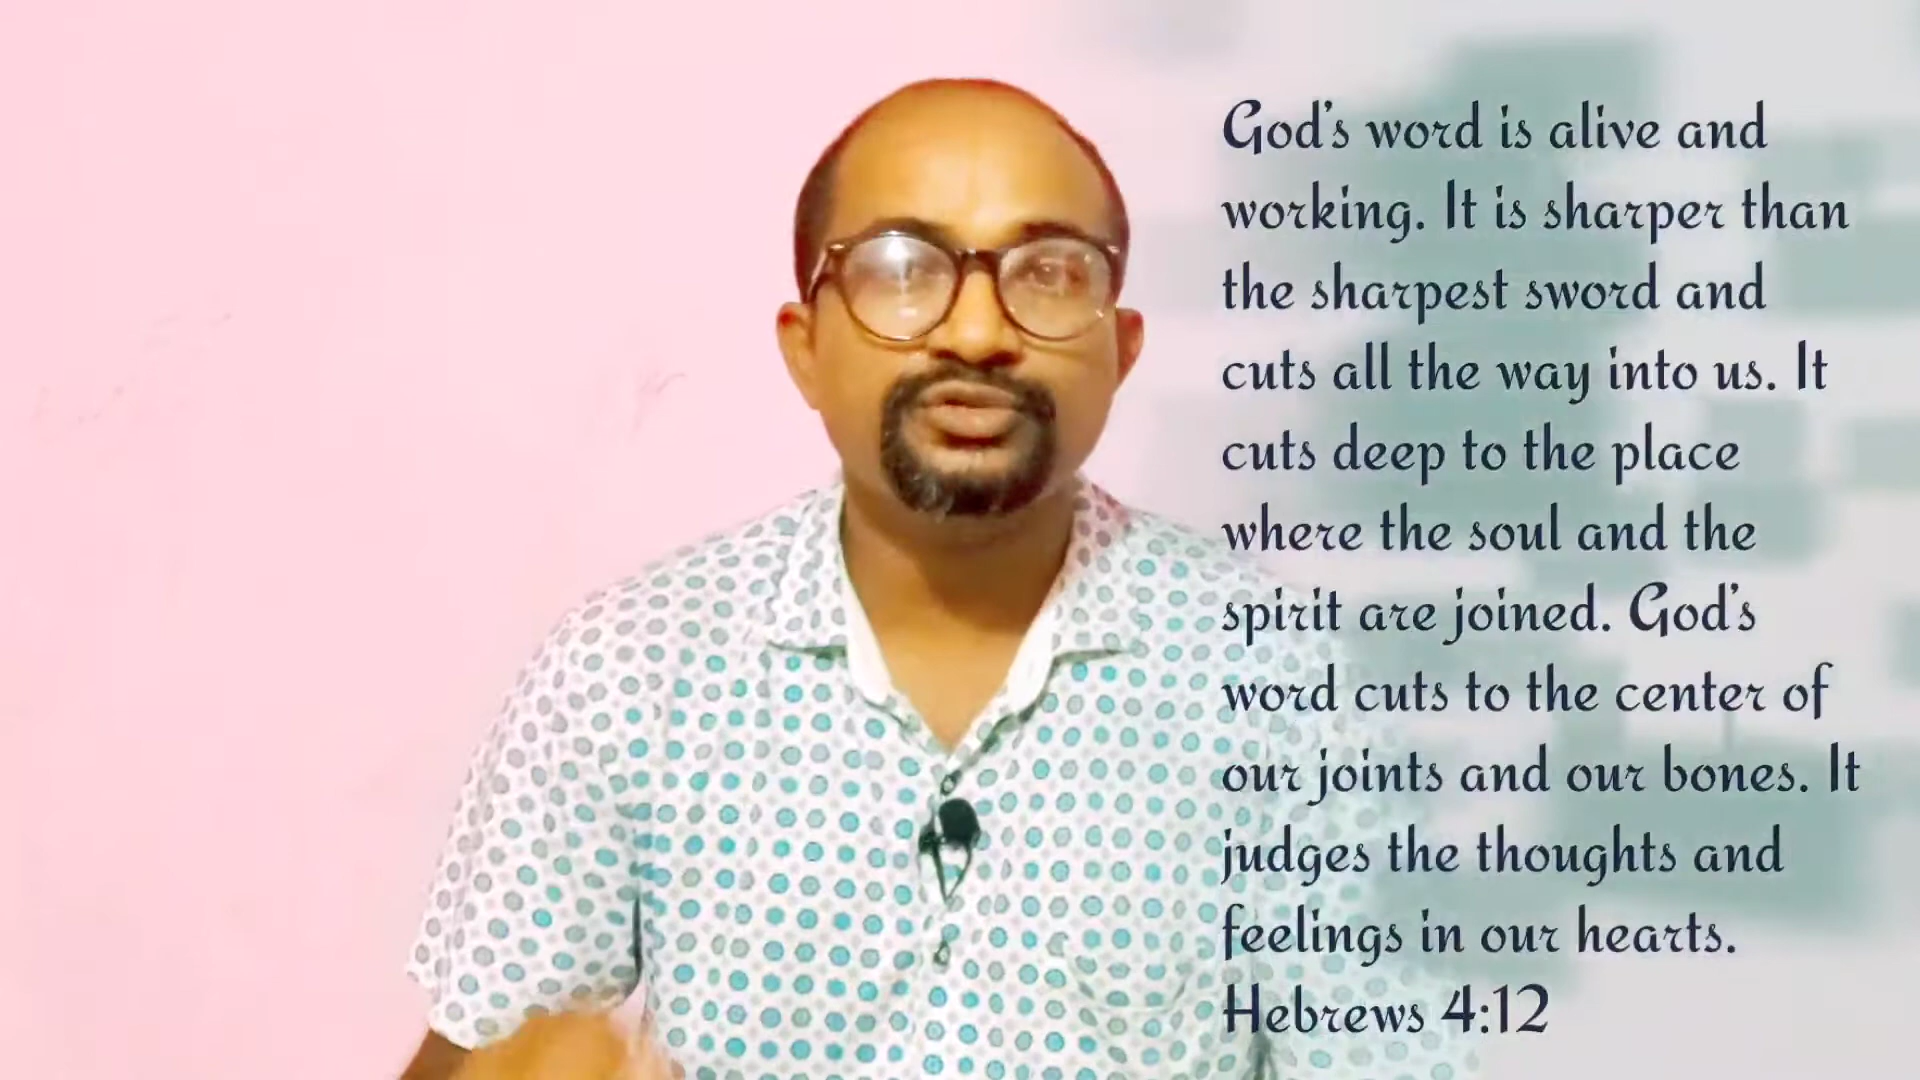 God's word is alive and
working. It is sharper than
the sharpest sword and
cuts all the way into us. It
cuts deep to the place
where the soul and the
spirit are joined. God's
word cuts to the center of
our joints and our bones. It
judges the thoughts and
feelings in our hearts.
Hebrews 4:12